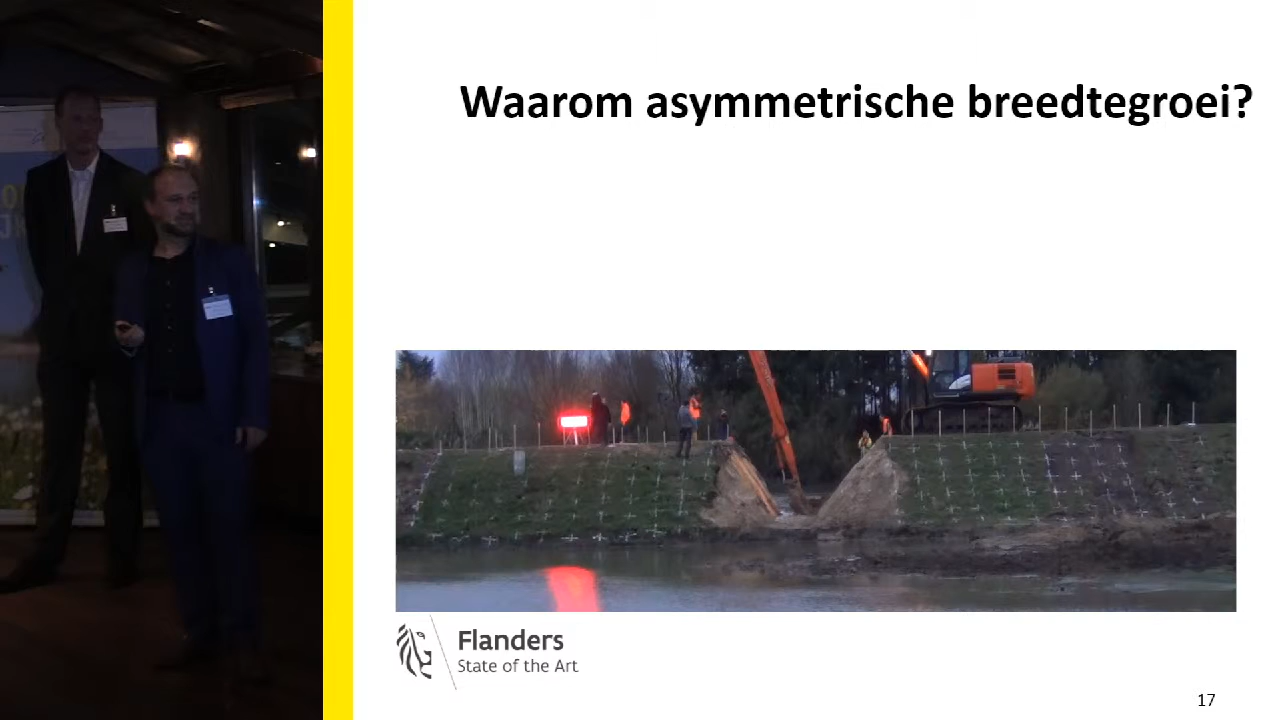 Waarom asymmetrische breedtegroei?
Flanders
State of the Art
17